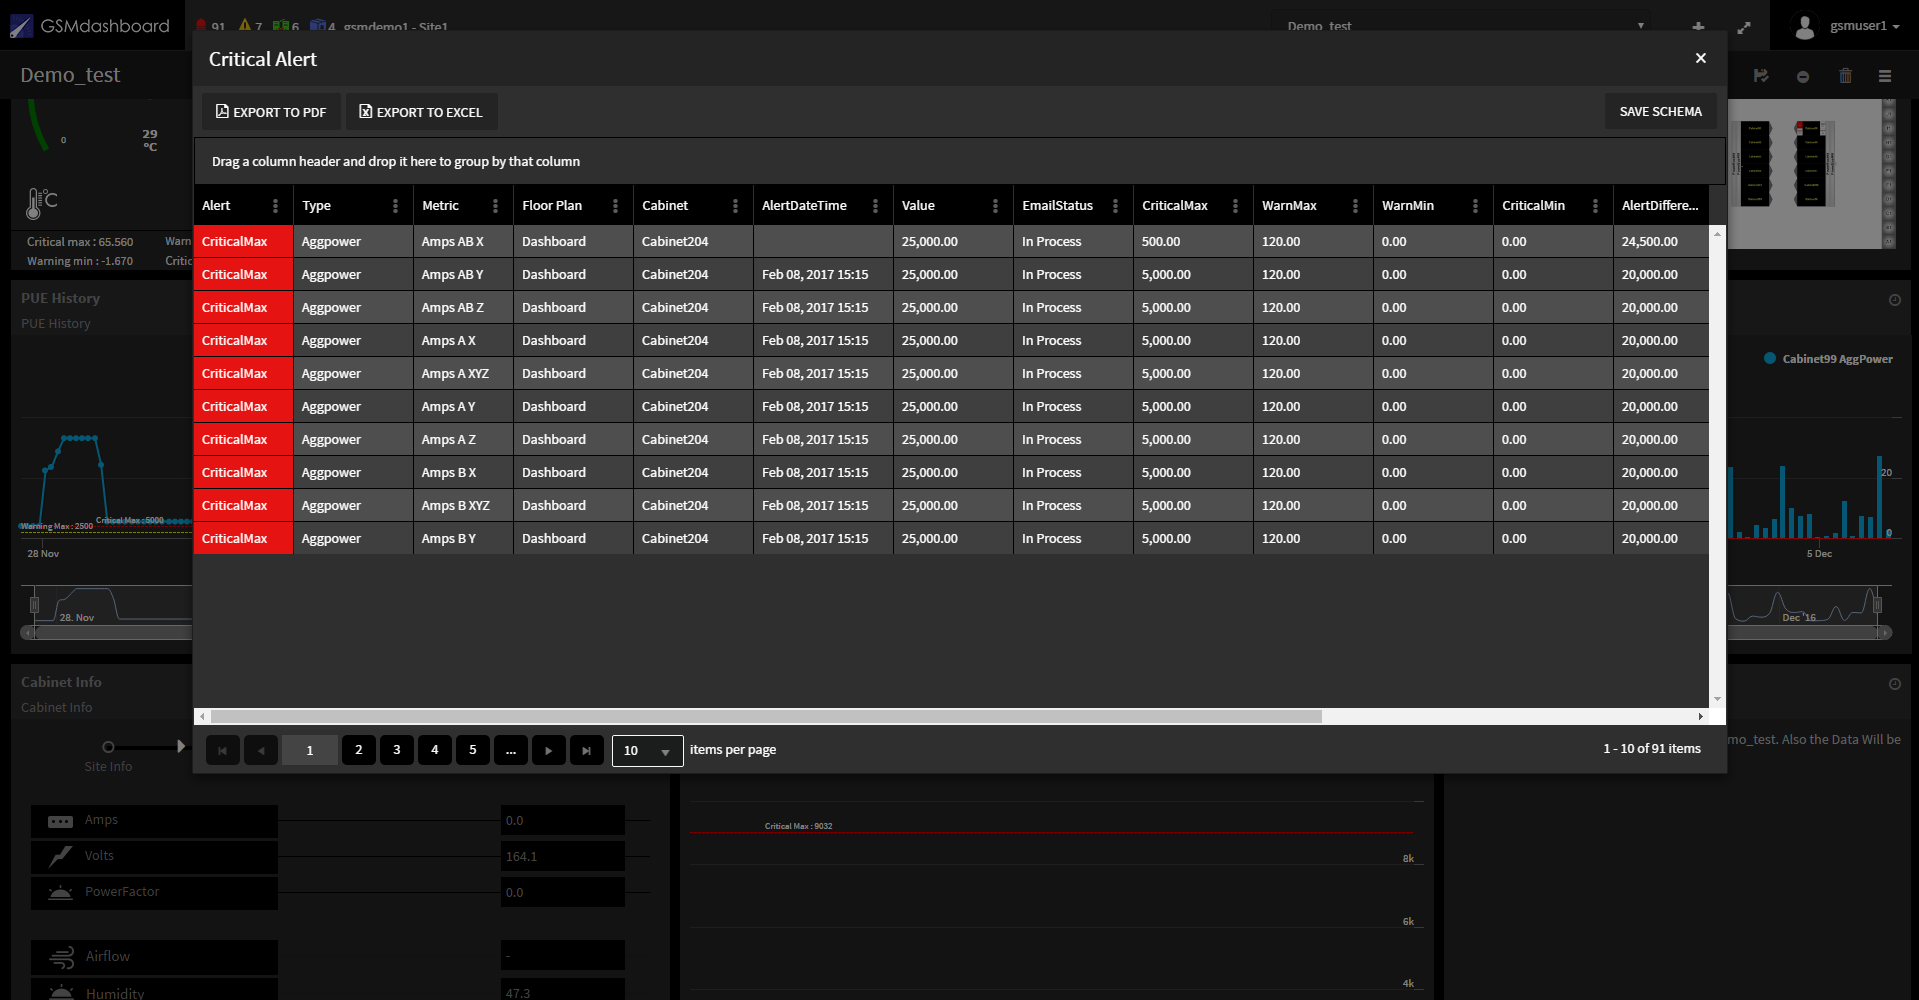 GSMdashboard 91 7 6 4 gsmdemo1 - Site1 Demo_test gsmuser1
Demo_test
Critical Alert
EXPORT TO PDF EXPORT TO EXCEL SAVE SCHEMA
Drag a column header and drop it here to group by that column
Alert Type Metric Floor Plan Cabinet AlertDateTime Value EmailStatus CriticalMax WarnMax WarnMin CriticalMin AlertDiffere...
CriticalMax Aggpower Amps AB X Dashboard Cabinet204 25,000.00 In Process 500.00 120.00 0.00 0.00 24,500.00
CriticalMax Aggpower Amps AB Y Dashboard Cabinet204 Feb 08, 2017 15:15 25,000.00 In Process 5,000.00 120.00 0.00 0.00 20,000.00
CriticalMax Aggpower Amps AB Z Dashboard Cabinet204 Feb 08, 2017 15:15 25,000.00 In Process 5,000.00 120.00 0.00 0.00 20,000.00
CriticalMax Aggpower Amps A X Dashboard Cabinet204 Feb 08, 2017 15:15 25,000.00 In Process 5,000.00 120.00 0.00 0.00 20,000.00
CriticalMax Aggpower Amps A XYZ Dashboard Cabinet204 Feb 08, 2017 15:15 25,000.00 In Process 5,000.00 120.00 0.00 0.00 20,000.00
CriticalMax Aggpower Amps A Y Dashboard Cabinet204 Feb 08, 2017 15:15 25,000.00 In Process 5,000.00 120.00 0.00 0.00 20,000.00
CriticalMax Aggpower Amps A Z Dashboard Cabinet204 Feb 08, 2017 15:15 25,000.00 In Process 5,000.00 120.00 0.00 0.00 20,000.00
CriticalMax Aggpower Amps B X Dashboard Cabinet204 Feb 08, 2017 15:15 25,000.00 In Process 5,000.00 120.00 0.00 0.00 20,000.00
CriticalMax Aggpower Amps B XYZ Dashboard Cabinet204 Feb 08, 2017 15:15 25,000.00 In Process 5,000.00 120.00 0.00 0.00 20,000.00
CriticalMax Aggpower Amps B Y Dashboard Cabinet204 Feb 08, 2017 15:15 25,000.00 In Process 5,000.00 120.00 0.00 0.00 20,000.00
1 2 3 4 5 ... 10 items per page 1 - 10 of 91 items
0 29
°C
°C
Critical max : 65.560 Warn
Warning min : -1.670 Critic
PUE History
PUE History
Critical Max : 5000
Warning Max : 2500
28 Nov
28. Nov
Cabinet99 AggPower
20
0
5 Dec
Dec '16
Cabinet Info
Cabinet Info
Site Info
mo_test. Also the Data Will be
Amps 0.0
Volts 164.1
PowerFactor 0.0
Airflow -
Humidity 47.3
Critical Max : 9032
8k
6k
4k